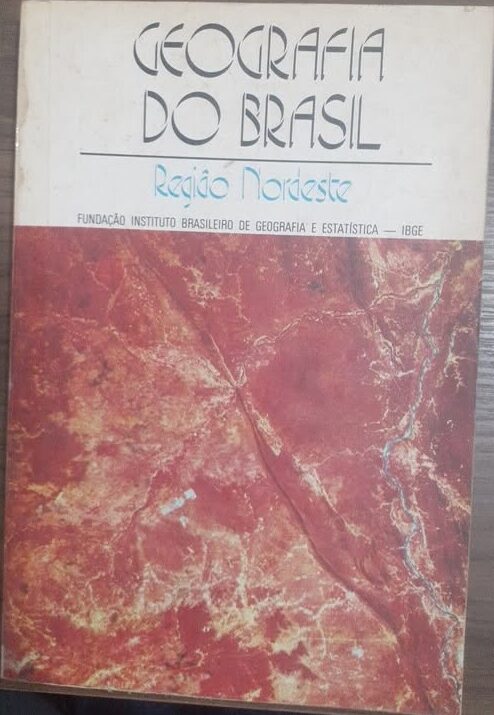 GEOGRAFIA
DO BRASIL
Região Nordeste
FUNDAÇÃO INSTITUTO BRASILEIRO DE GEOGRAFIA E ESTATÍSTICA — IBGE